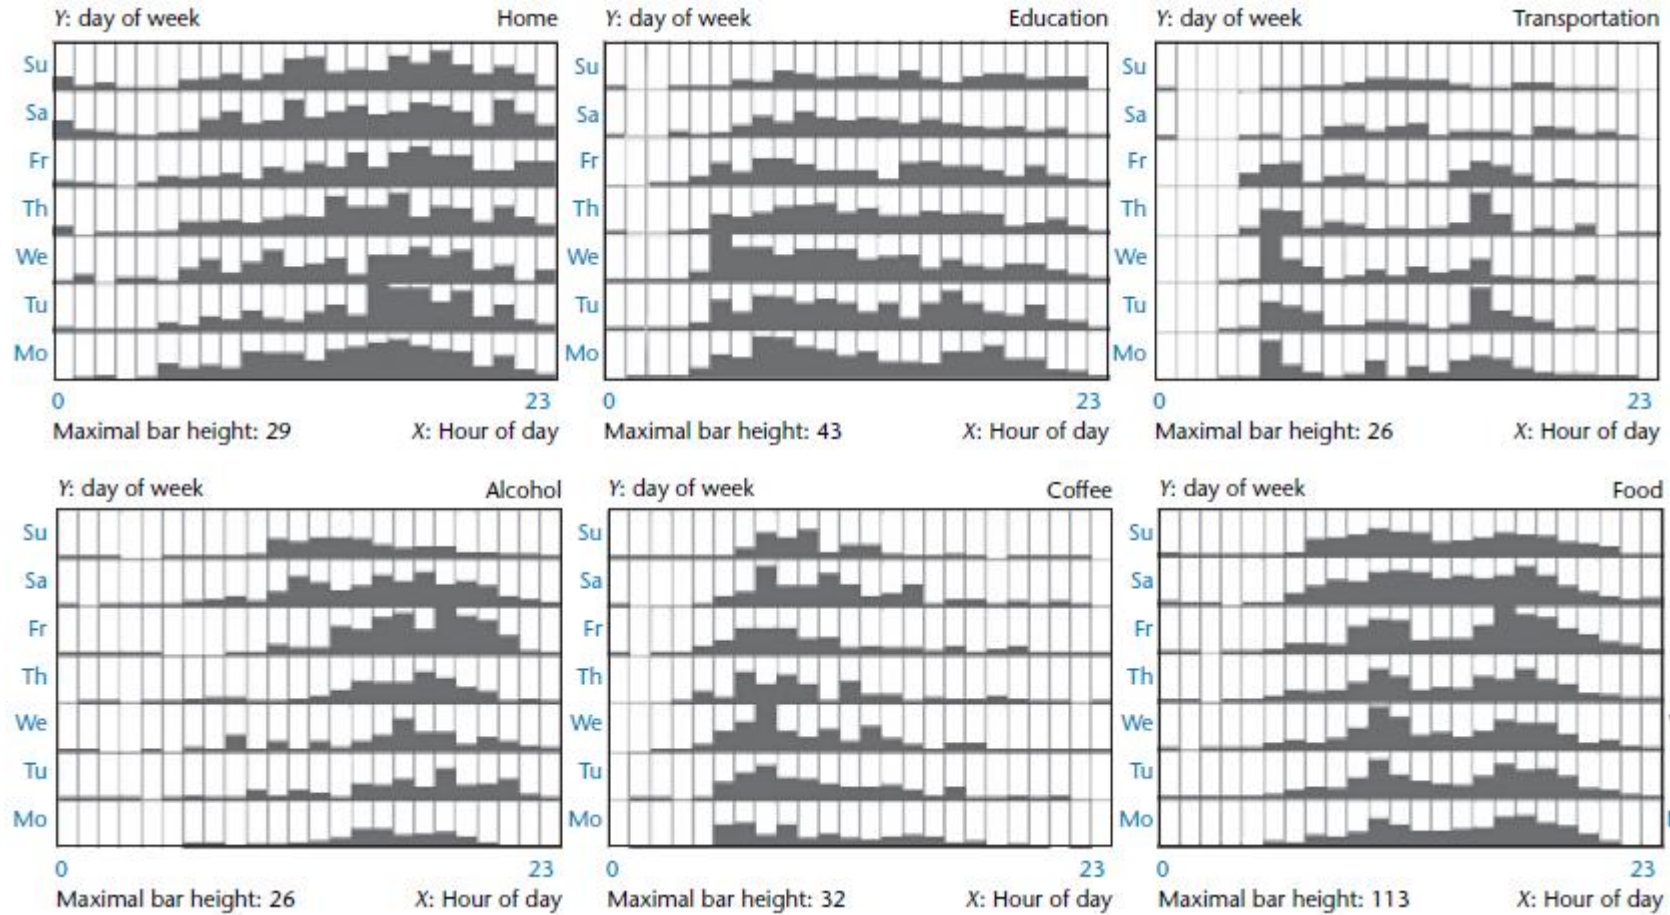 Y: day of week Home
Su
Sa
Fr
Th
We
Tu
Mo
0 23
Maximal bar height: 29 X: Hour of day
Y: day of week Education
Su
Sa
Fr
Th
We
Tu
Mo
0 23
Maximal bar height: 43 X: Hour of day
Y: day of week Transportation
Su
Sa
Fr
Th
We
Tu
Mo
0 23
Maximal bar height: 26 X: Hour of day
Y: day of week Alcohol
Su
Sa
Fr
Th
We
Tu
Mo
0 23
Maximal bar height: 26 X: Hour of day
Y: day of week Coffee
Su
Sa
Fr
Th
We
Tu
Mo
0 23
Maximal bar height: 32 X: Hour of day
Y: day of week Food
Su
Sa
Fr
Th
We
Tu
Mo
0 23
Maximal bar height: 113 X: Hour of day